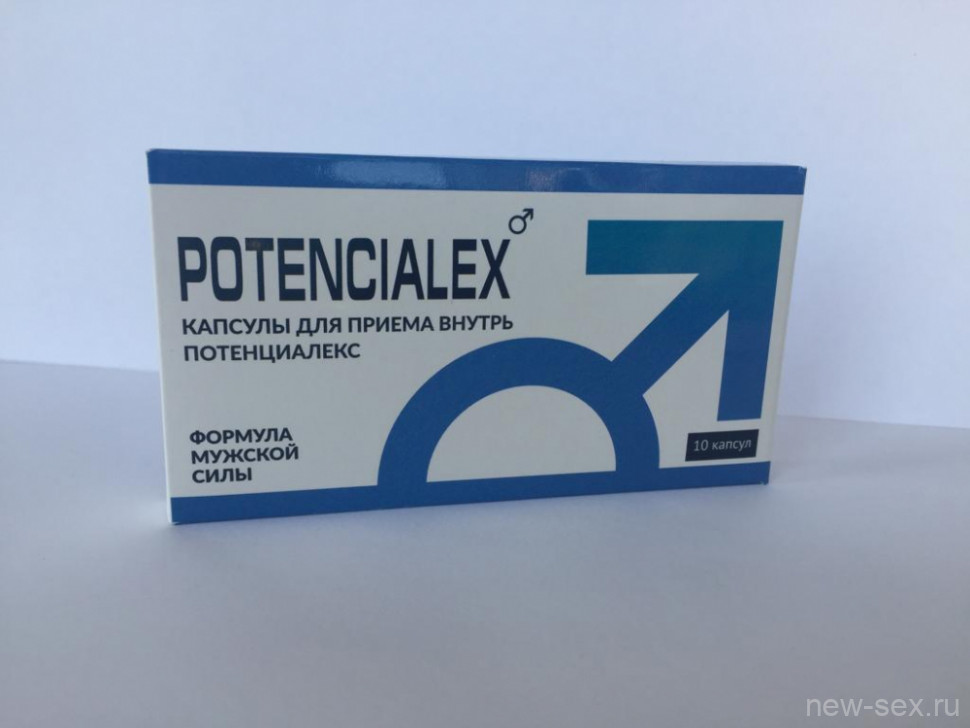 POTENCIALEX
КАПСУЛЫ ДЛЯ ПРИЕМА ВНУТРЬ
ПОТЕНЦИАЛЕКС
ФОРМУЛА
МУЖСКОЙ
СИЛЫ
10 капсул
new-sex.ru